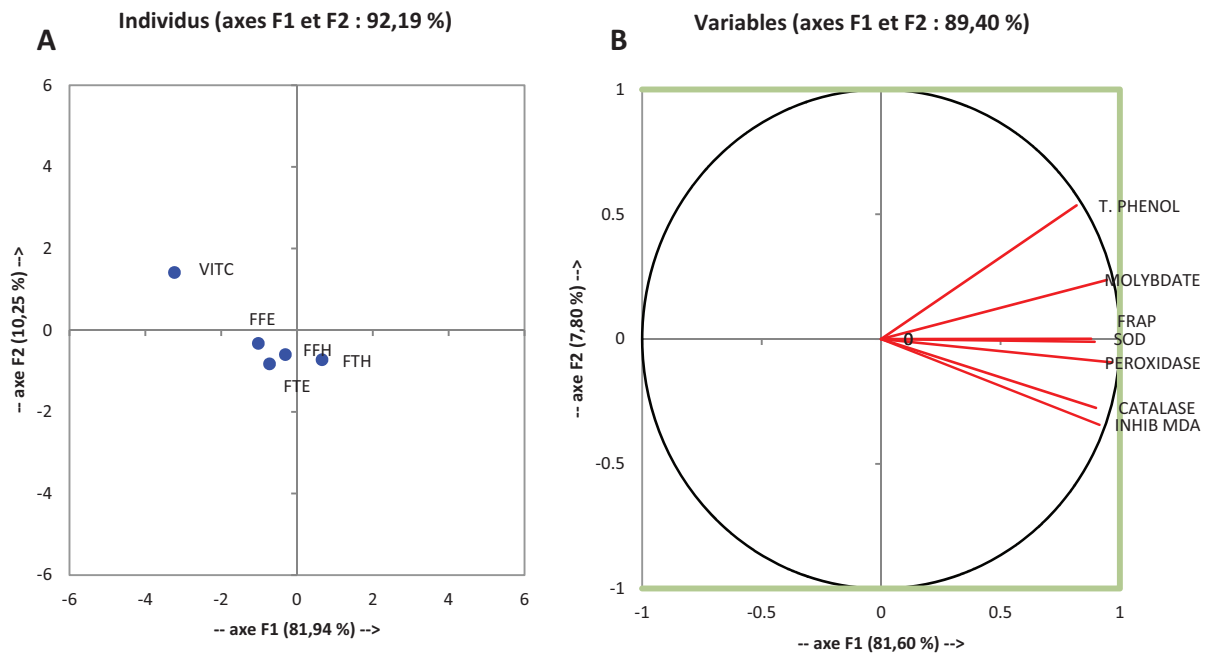 Individus (axes F1 et F2 : 92,19 %)
A
6
4
2
0
-2
-4
-6
-6
-4
-2
0
2
4
6
-- axe F2 (10,25 %) -->
-- axe F1 (81,94 %) -->
VITC
FFE
FFH
FTH
FTE
Variables (axes F1 et F2 : 89,40 %)
B
1
0.5
0
-0.5
-1
-1
-0.5
0
0.5
1
-- axe F2 (7,80 %) -->
-- axe F1 (81,60 %) -->
T. PHENOL
MOLYBDATE
FRAP
0
SOD
PEROXIDASE
CATALASE
INHIB MDA